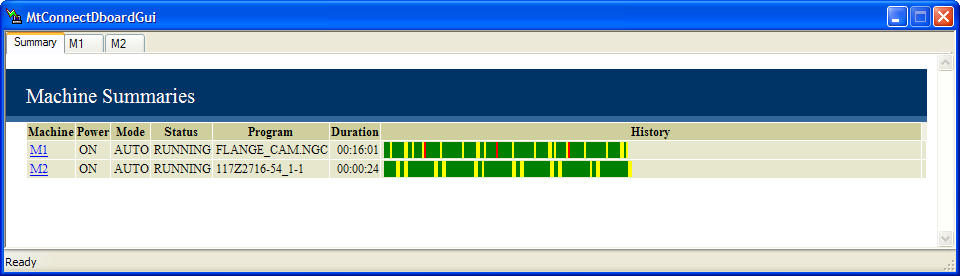 MtConnectDboardGui
Summary M1 M2
Machine Summaries
Machine Power Mode Status Program Duration History
M1 ON AUTO RUNNING FLANGE_CAM.NGC 00:16:01
M2 ON AUTO RUNNING 117Z2716-54_1-1 00:00:24
Ready